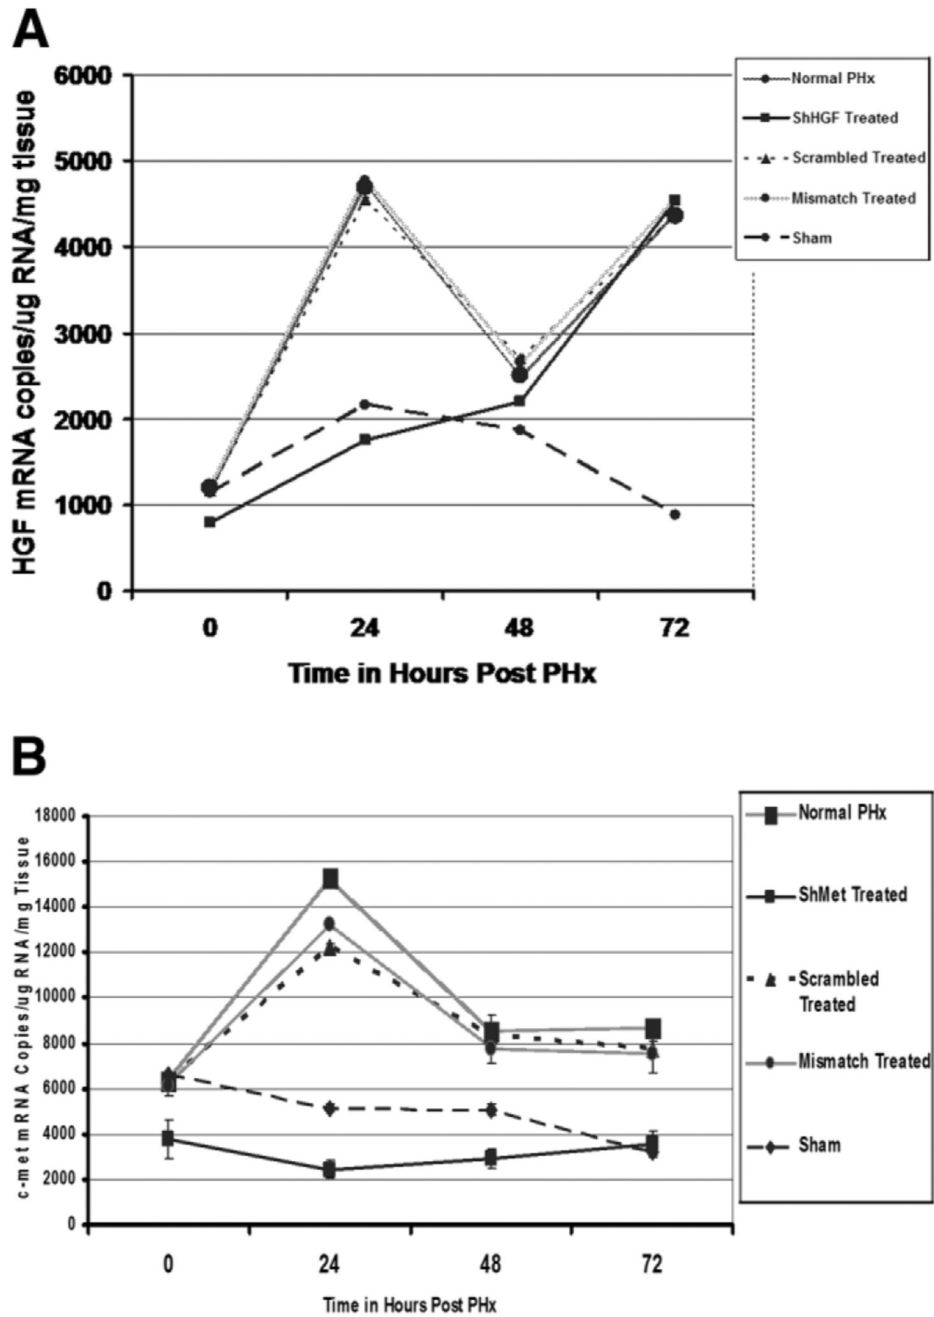 A
HGF mRNA copies/ug RNA/mg tissue
6000
5000
4000
3000
2000
1000
0
0 24 48 72
Time in Hours Post PHx
Normal PHx
ShHGF Treated
Scrambled Treated
Mismatch Treated
Sham
B
c-met mRNA Copies/ug RNA/mg Tissue
18000
16000
14000
12000
10000
8000
6000
4000
2000
0
0 24 48 72
Time in Hours Post PHx
Normal PHx
ShMet Treated
Scrambled
Treated
Mismatch Treated
Sham